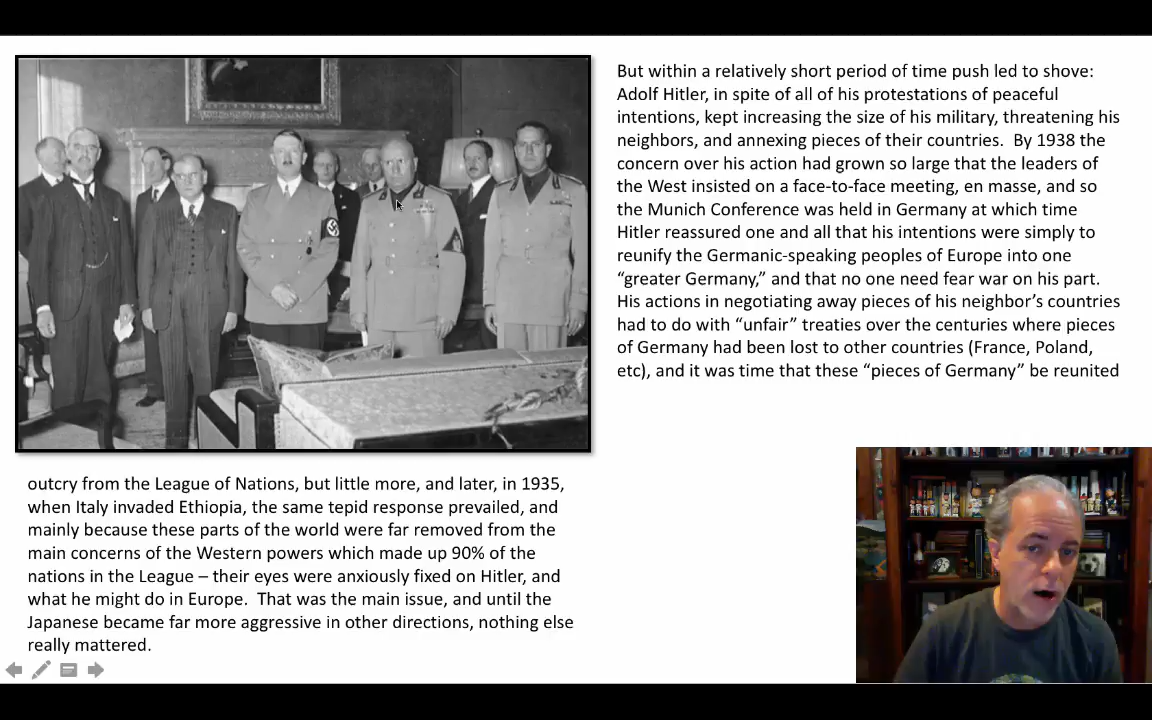 But within a relatively short period of time push led to shove:
Adolf Hitler, in spite of all of his protestations of peaceful
intentions, kept increasing the size of his military, threatening his
neighbors, and annexing pieces of their countries.  By 1938 the
concern over his action had grown so large that the leaders of
the West insisted on a face-to-face meeting, en masse, and so
the Munich Conference was held in Germany at which time
Hitler reassured one and all that his intentions were simply to
reunify the Germanic-speaking peoples of Europe into one
“greater Germany,” and that no one need fear war on his part.
His actions in negotiating away pieces of his neighbor’s countries
had to do with “unfair” treaties over the centuries where pieces
of Germany had been lost to other countries (France, Poland,
etc), and it was time that these “pieces of Germany” be reunited
outcry from the League of Nations, but little more, and later, in 1935,
when Italy invaded Ethiopia, the same tepid response prevailed, and
mainly because these parts of the world were far removed from the
main concerns of the Western powers which made up 90% of the
nations in the League – their eyes were anxiously fixed on Hitler, and
what he might do in Europe.  That was the main issue, and until the
Japanese became far more aggressive in other directions, nothing else
really mattered.